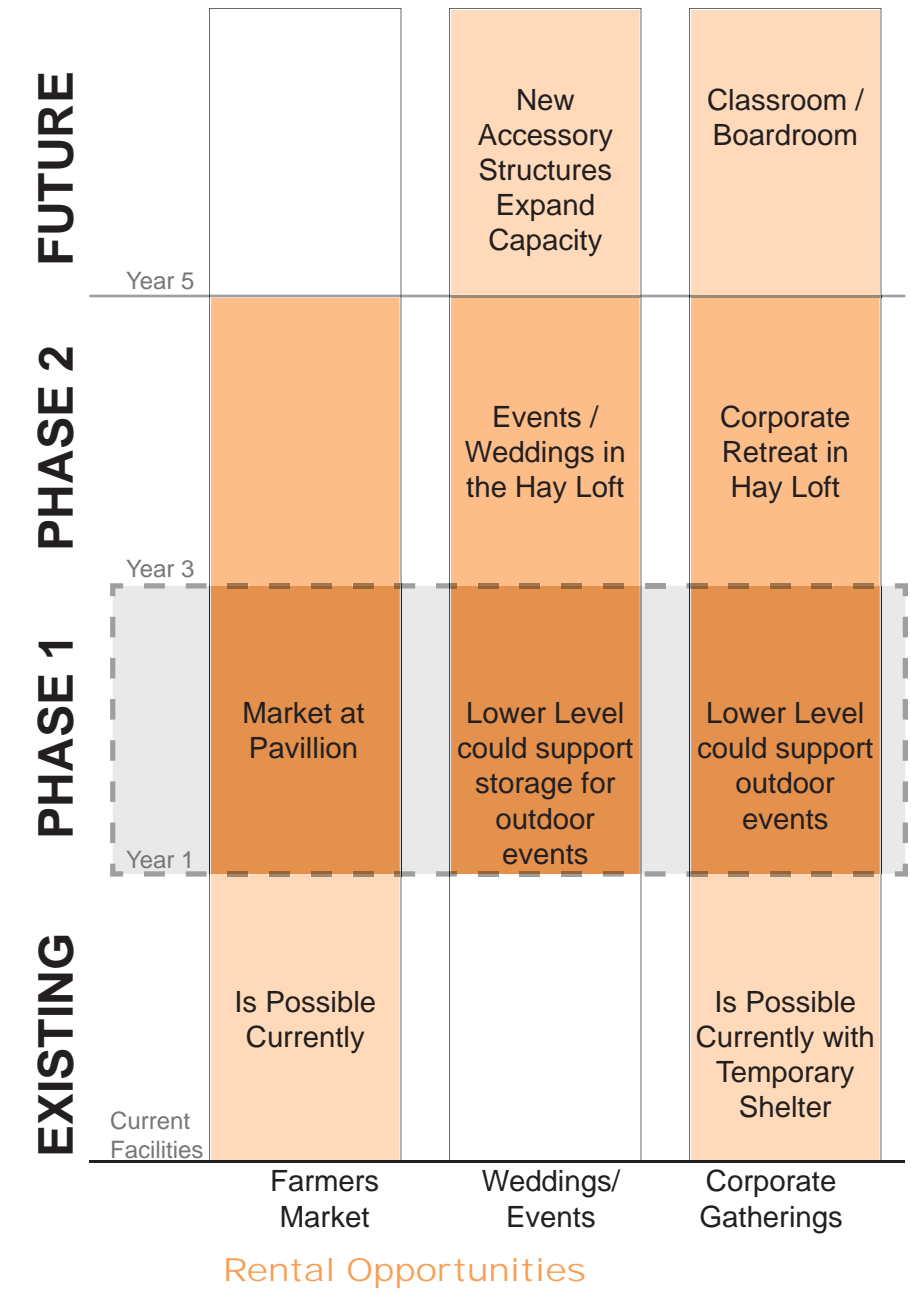 FUTURE
New
Accessory
Structures
Expand
Capacity
Classroom /
Boardroom
Year 5
PHASE 2
Events /
Weddings in
the Hay Loft
Corporate
Retreat in
Hay Loft
Year 3
PHASE 1
Market at
Pavillion
Lower Level
could support
storage for
outdoor
events
Lower Level
could support
outdoor
events
Year 1
EXISTING
Is Possible
Currently
Is Possible
Currently with
Temporary
Shelter
Current
Facilities
Farmers
Market
Weddings/
Events
Corporate
Gatherings
Rental Opportunities